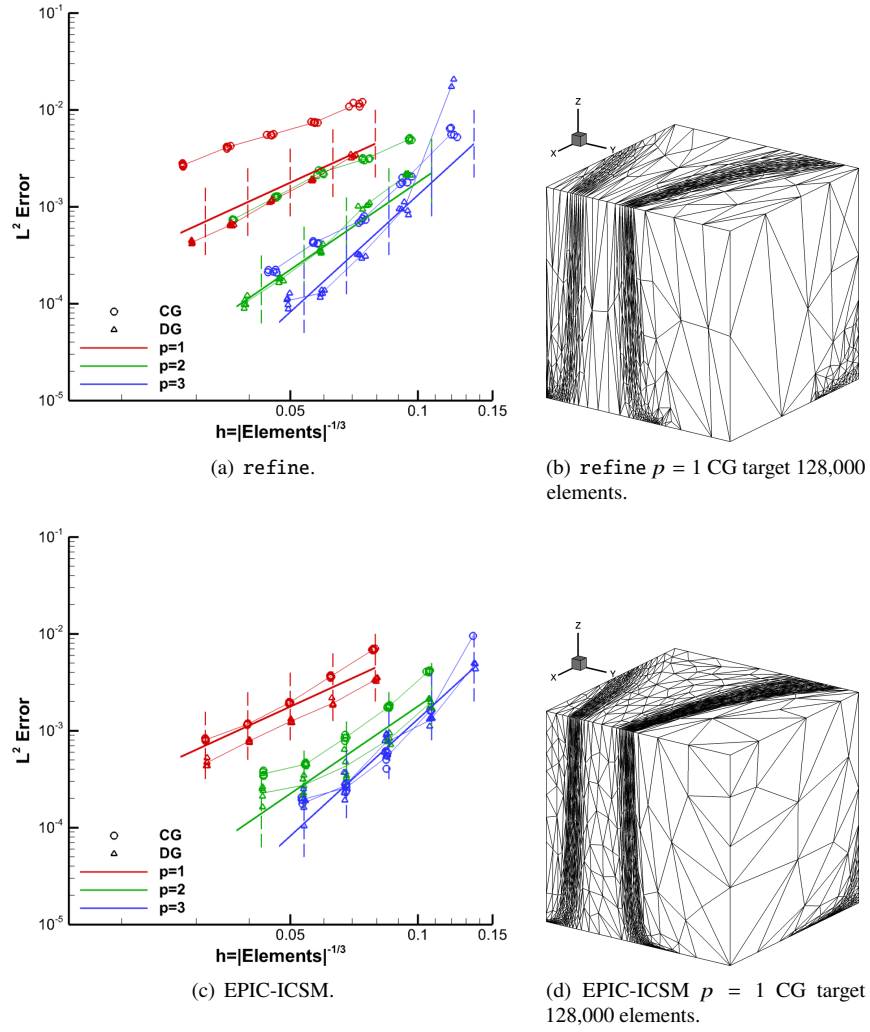 10^-1
10^-2
10^-3
10^-4
10^-5
L^2 Error
CG
DG
p=1
p=2
p=3
0.05
0.1
0.15
h=|Elements|^-1/3
(a) refine.
Z
X
Y
(b) refine p = 1 CG target 128,000
elements.
10^-1
10^-2
10^-3
10^-4
10^-5
L^2 Error
CG
DG
p=1
p=2
p=3
0.05
0.1
0.15
h=|Elements|^-1/3
(c) EPIC-ICSM.
Z
X
Y
(d) EPIC-ICSM p = 1 CG target
128,000 elements.